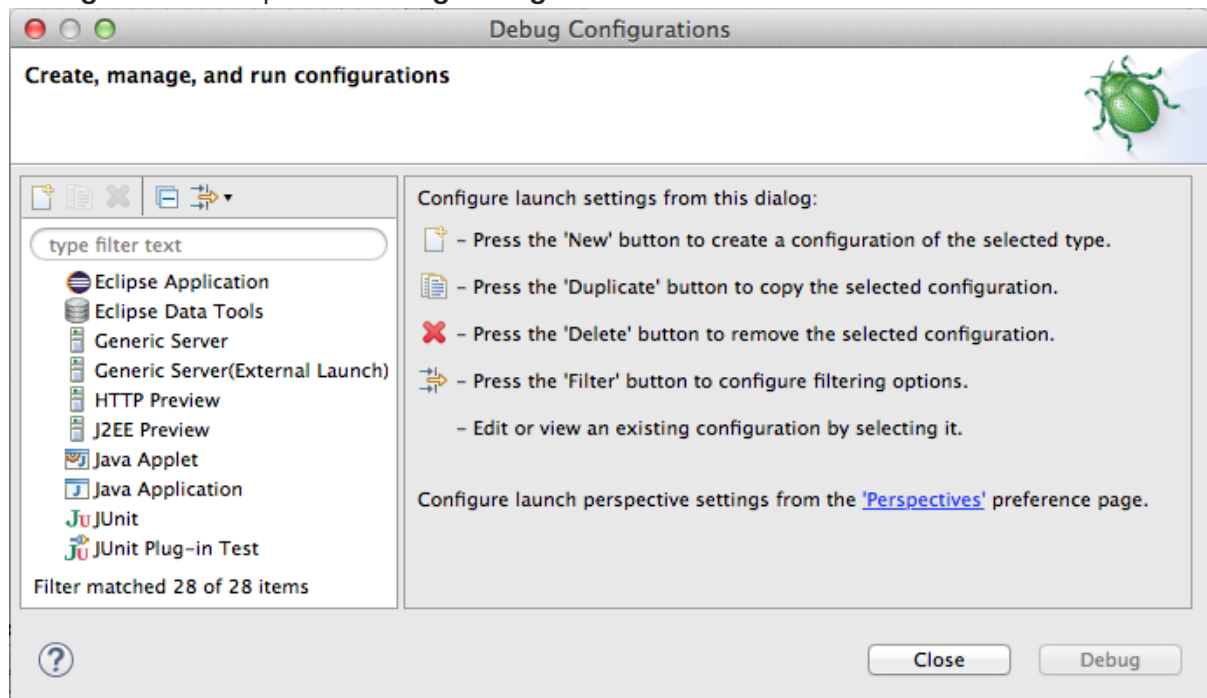 Debug Configurations
Create, manage, and run configurations
type filter text
Eclipse Application
Eclipse Data Tools
Generic Server
Generic Server(External Launch)
HTTP Preview
J2EE Preview
Java Applet
Java Application
JUnit
JUnit Plug-in Test
Filter matched 28 of 28 items
Configure launch settings from this dialog:
– Press the 'New' button to create a configuration of the selected type.
– Press the 'Duplicate' button to copy the selected configuration.
– Press the 'Delete' button to remove the selected configuration.
– Press the 'Filter' button to configure filtering options.
– Edit or view an existing configuration by selecting it.
Configure launch perspective settings from the 'Perspectives' preference page.
Close
Debug